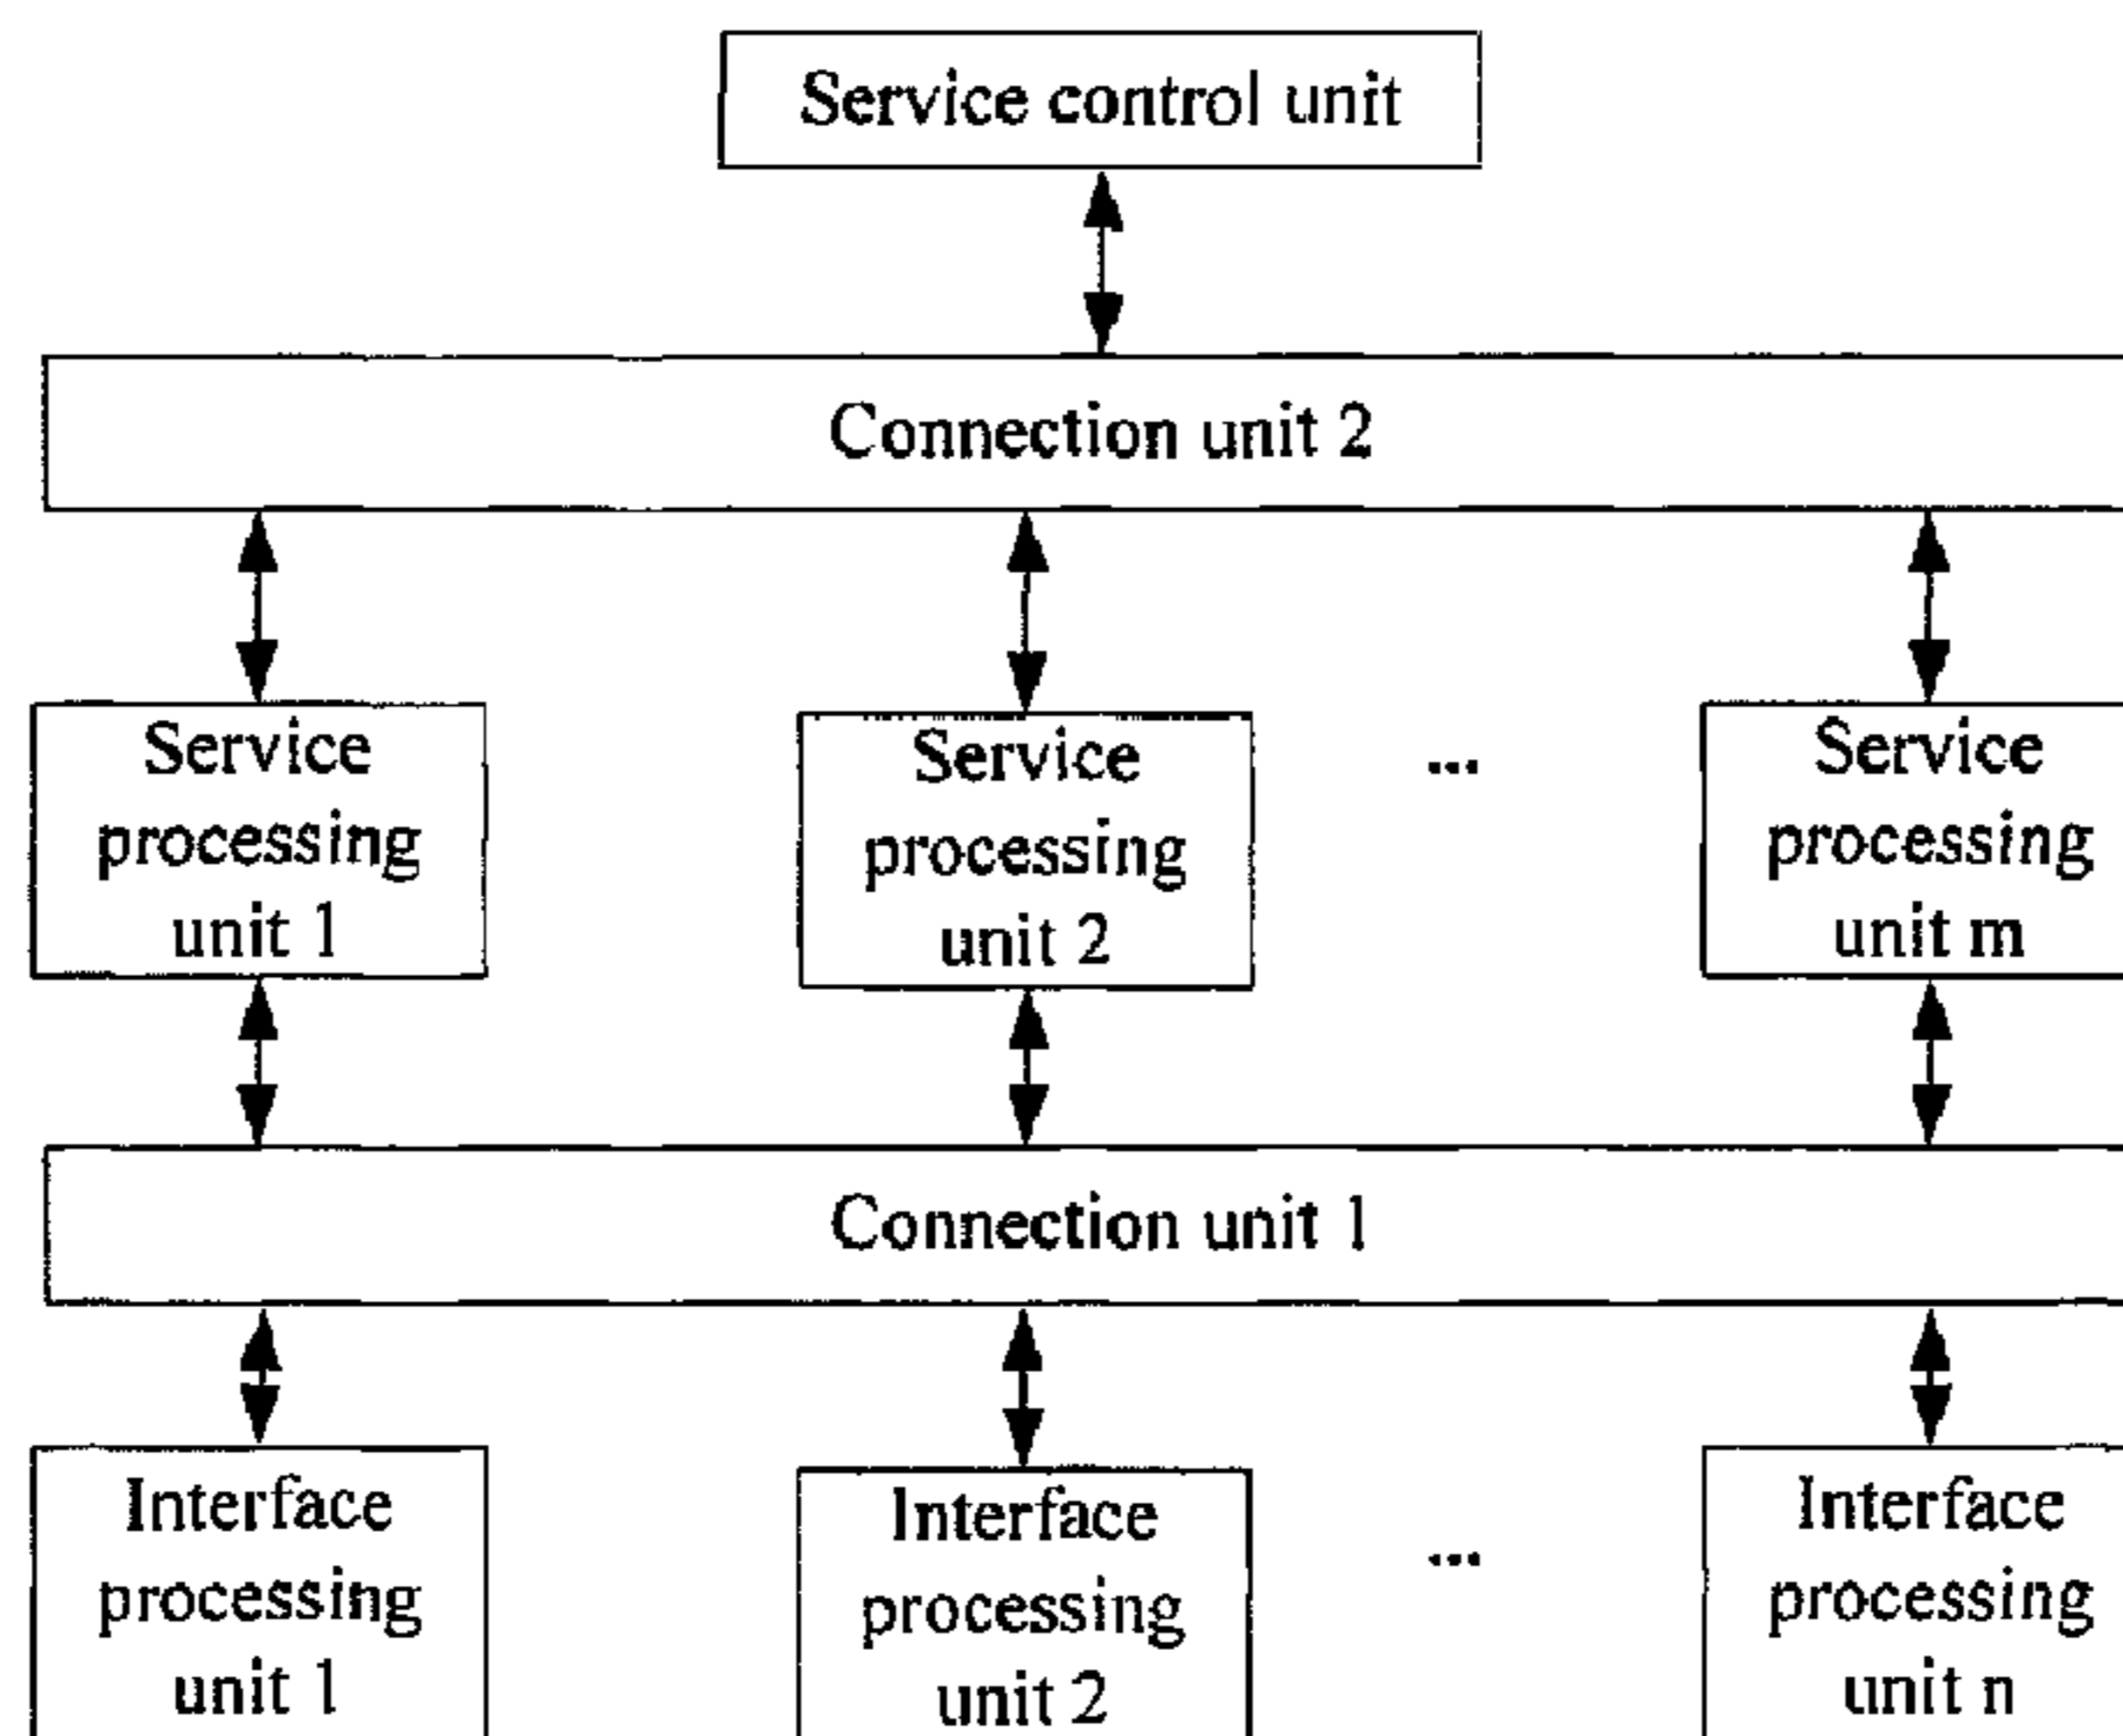 Service control unit
Connection unit 2
Service
processing
unit 1
Service
processing
unit 2
...
Service
processing
unit m
Connection unit 1
Interface
processing
unit 1
Interface
processing
unit 2
...
Interface
processing
unit n